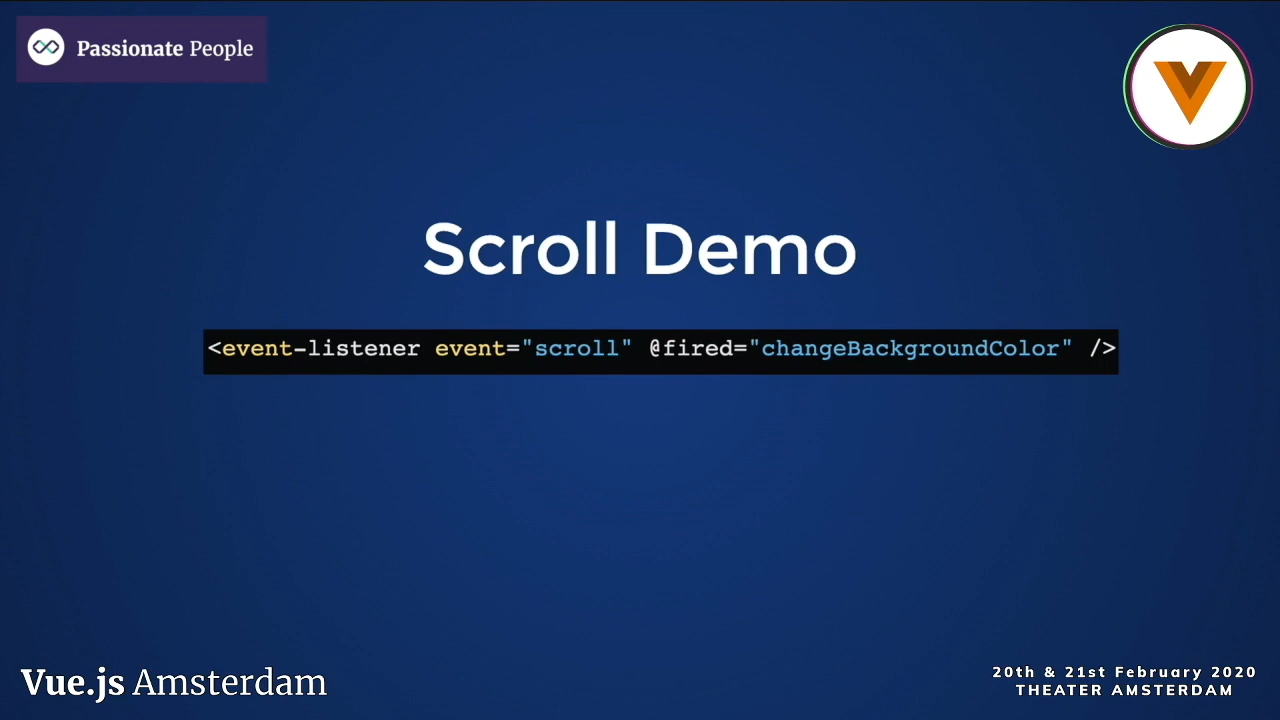 Passionate People
Scroll Demo
<event-listener event="scroll" @fired="changeBackgroundColor" />
Vue.js Amsterdam
20th & 21st February 2020
THEATER AMSTERDAM